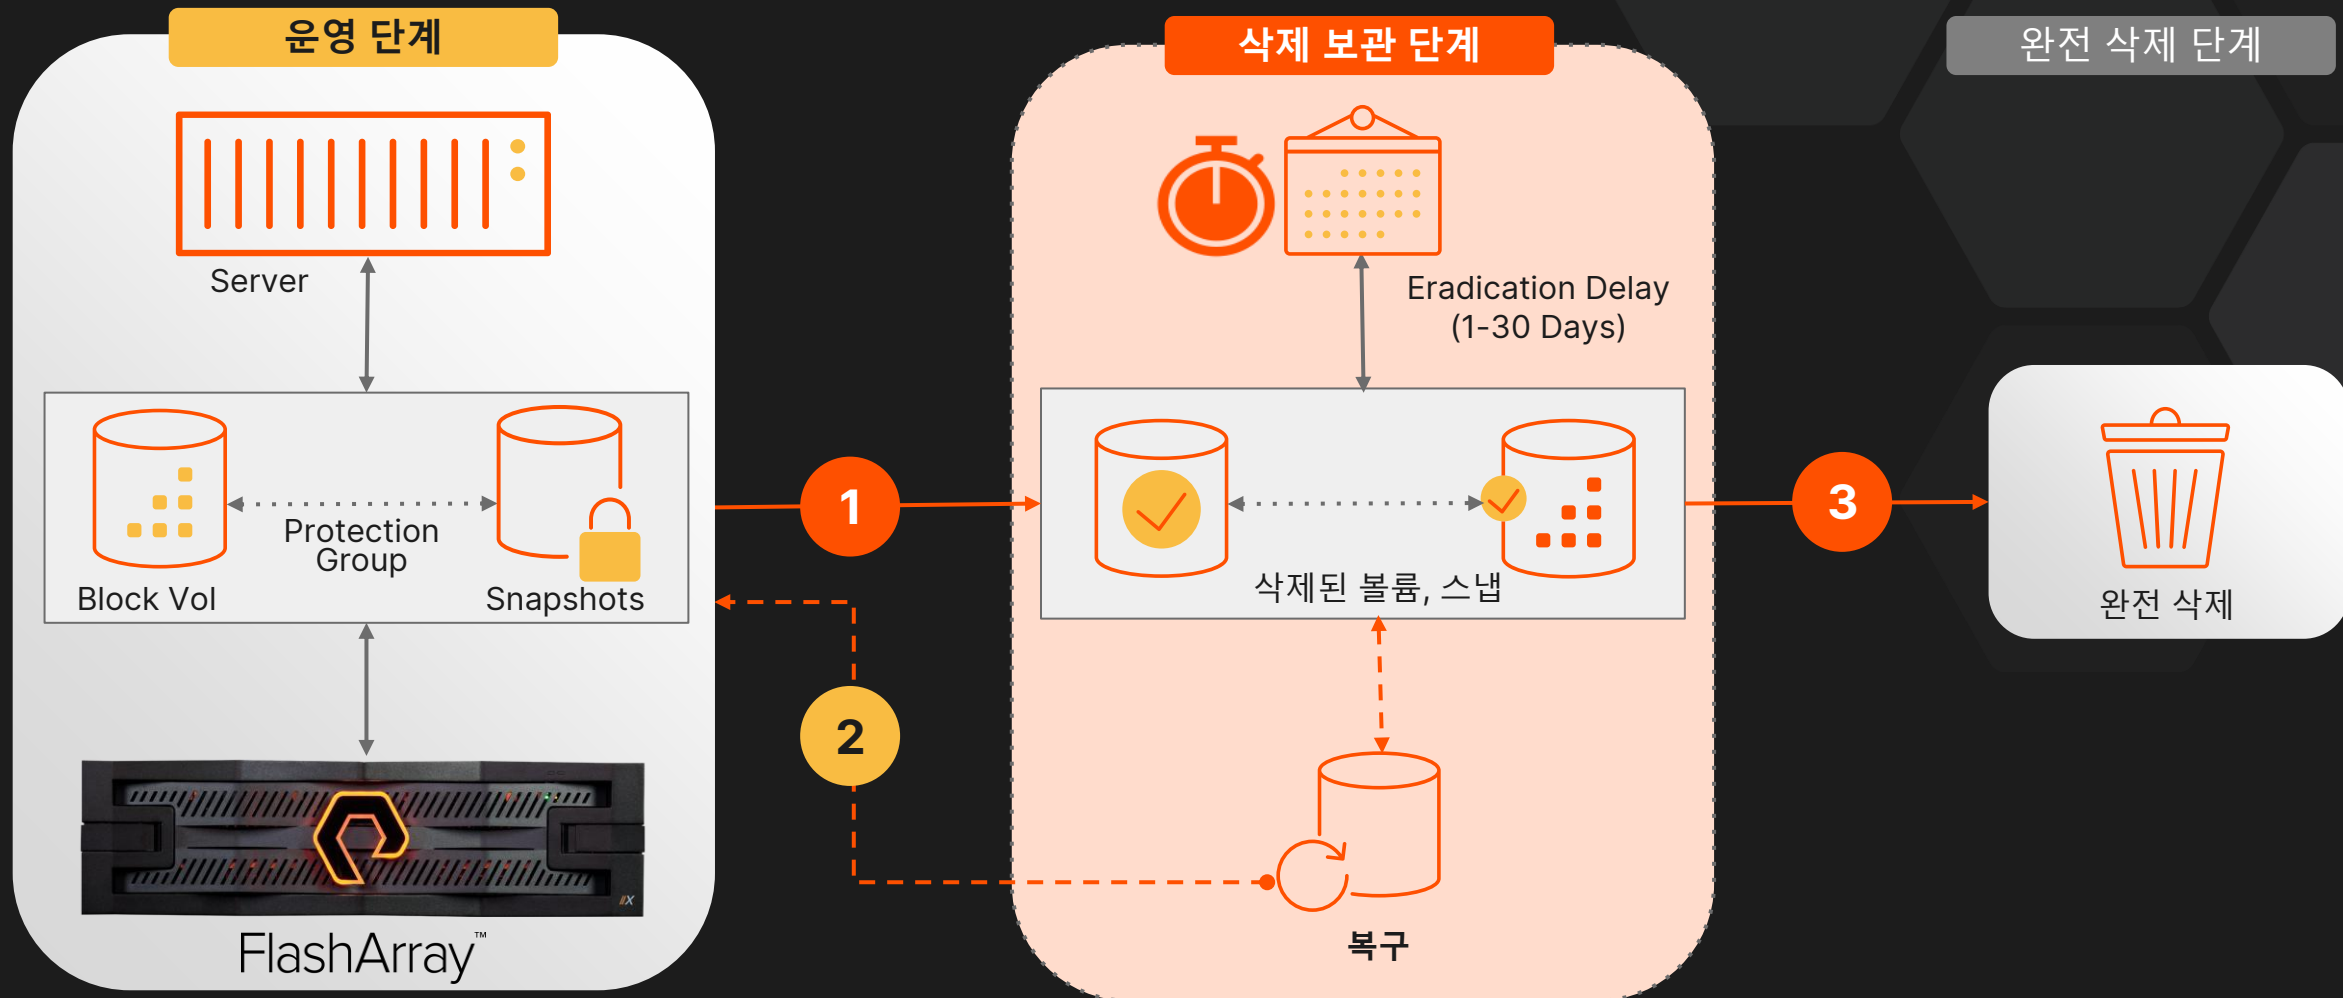 운영 단계
Server
Block Vol
Protection
Group
Snapshots
//X
FlashArray™
1
2
삭제 보관 단계
Eradication Delay
(1-30 Days)
삭제된 볼륨, 스냅
복구
3
완전 삭제 단계
완전 삭제